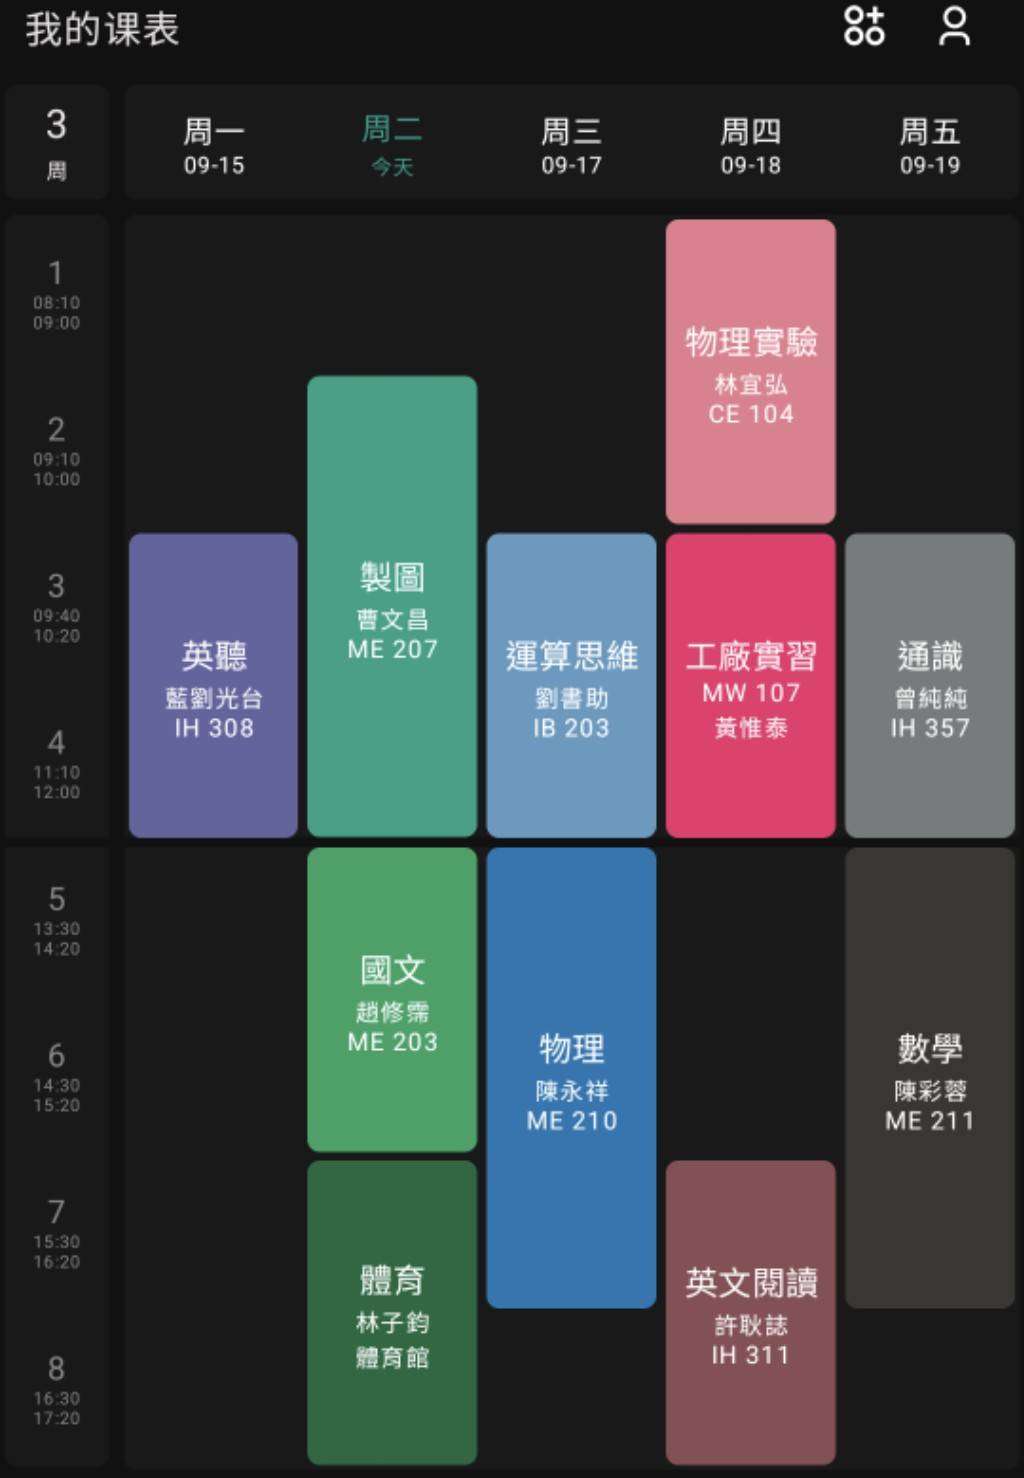 我的课表
3
周
周一
09-15
周二
今天
周三
09-17
周四
09-18
周五
09-19
1
08:10
09:00
2
09:10
10:00
3
09:40
10:20
4
11:10
12:00
5
13:30
14:20
6
14:30
15:20
7
15:30
16:20
8
16:30
17:20
英聽
藍劉光台
IH 308
製圖
曹文昌
ME 207
國文
趙修霈
ME 203
體育
林子鈞
體育館
運算思維
劉書助
IB 203
物理
陳永祥
ME 210
物理實驗
林宜弘
CE 104
工廠實習
MW 107
黃惟泰
英文閱讀
許耿誌
IH 311
通識
曾純純
IH 357
數學
陳彩蓉
ME 211